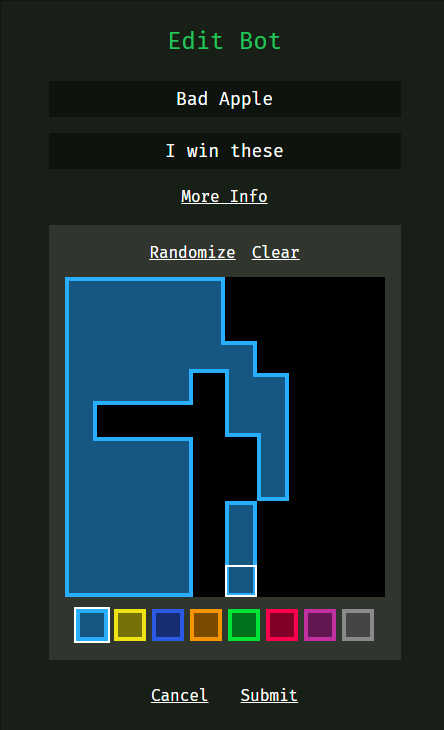 Edit Bot
Bad Apple
I win these
More Info
Randomize Clear
Cancel Submit